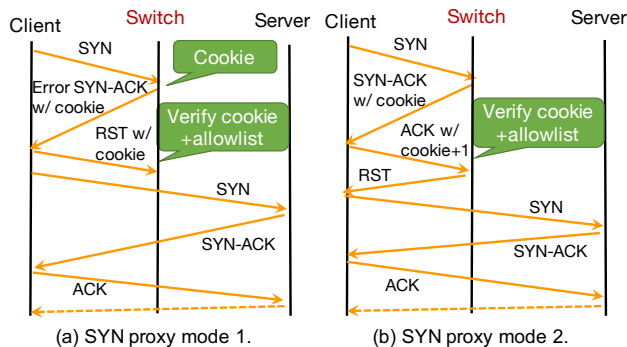 Client
Switch
Server
SYN
Cookie
Error SYN-ACK
w/ cookie
Verify cookie
+allowlist
RST w/
cookie
SYN
SYN-ACK
ACK
(a) SYN proxy mode 1.
Client
Switch
Server
SYN
SYN-ACK
w/ cookie
Verify cookie
+allowlist
ACK w/
cookie+1
RST
SYN
SYN-ACK
ACK
(b) SYN proxy mode 2.